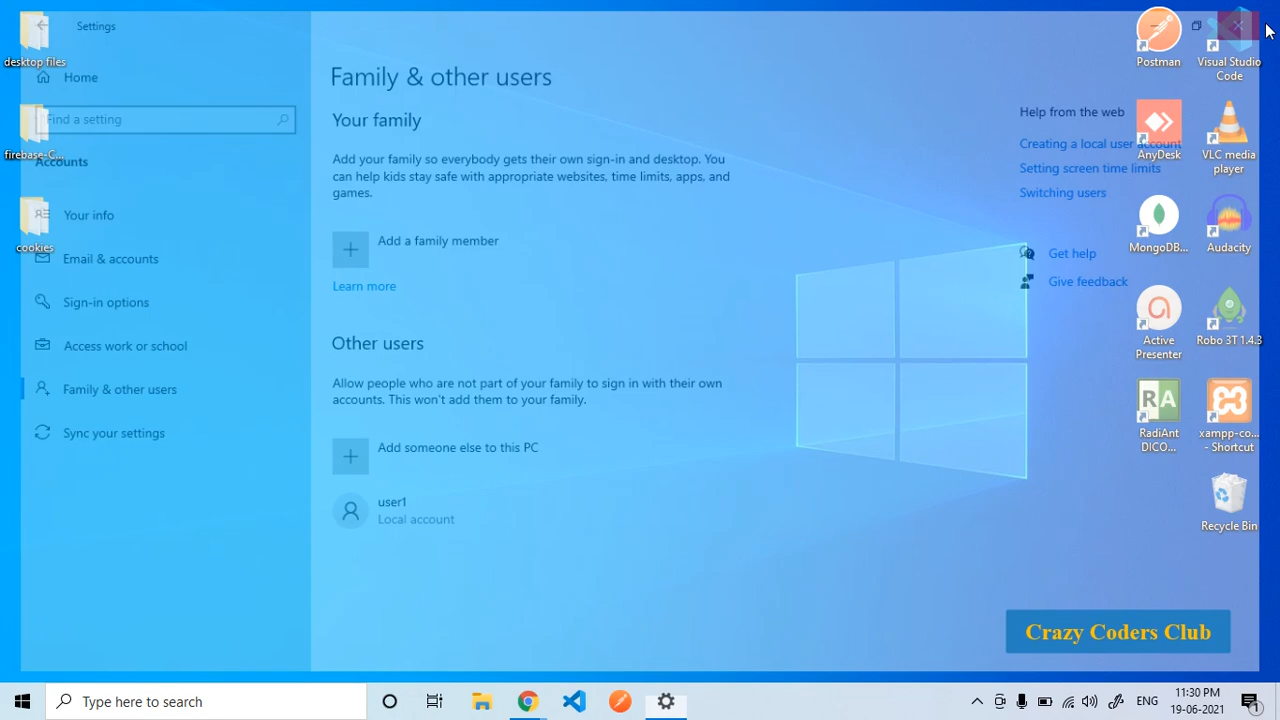 Settings
Home
Find a setting
Accounts
Your info
Email & accounts
Sign-in options
Access work or school
Family & other users
Sync your settings
Family & other users
Your family
Add your family so everybody gets their own sign-in and desktop. You
can help kids stay safe with appropriate websites, time limits, apps, and
games.
Add a family member
Learn more
Other users
Allow people who are not part of your family to sign in with their own
accounts. This won't add them to your family.
Add someone else to this PC
user1
Local account
Help from the web
Creating a local user account
Setting screen time limits
Switching users
Get help
Give feedback
desktop files
firebase-C...
cookies
Postman
Visual Studio
Code
AnyDesk
VLC media
player
MongoDB...
Audacity
Active
Presenter
Robo 3T 1.4.3
RA
RadiAnt
DICO...
xampp-co...
- Shortcut
Recycle Bin
Crazy Coders Club
Type here to search
ENG
11:30 PM
19-06-2021
1